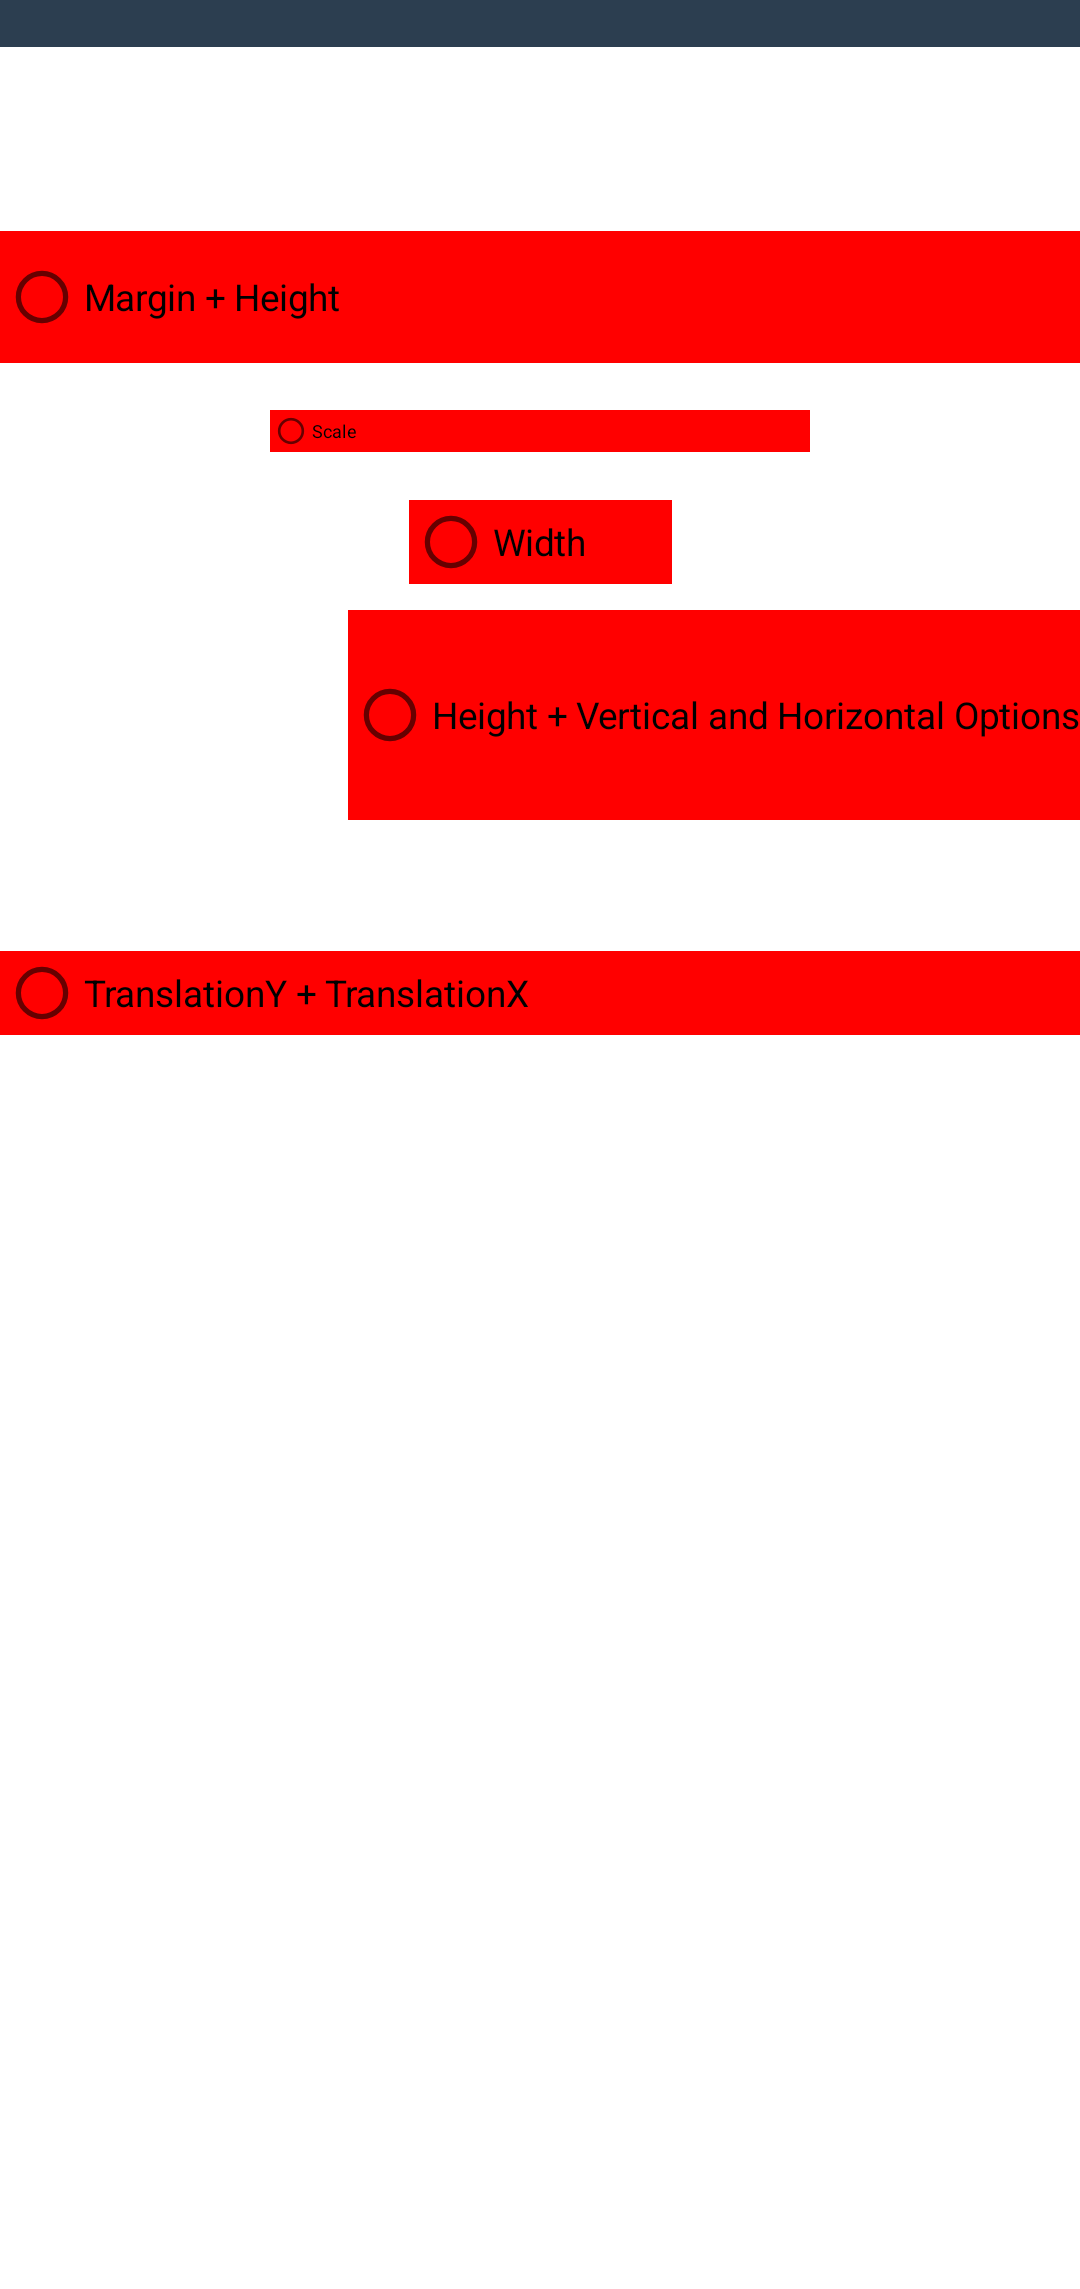 Margin + Height
Scale
Width
Height + Vertical and Horizontal Options
TranslationY + TranslationX